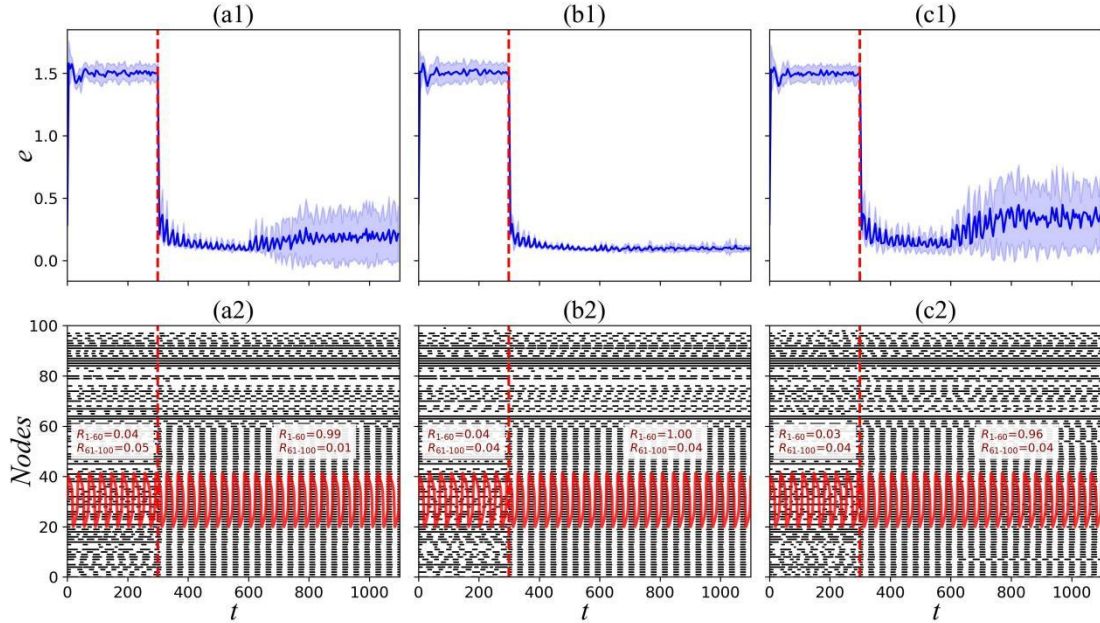 (a1) (b1) (c1)
1.5
1.0
0.5
0.0
e
(a2) (b2) (c2)
100
80
60
40
20
0
Nodes
R1-60=0.04
R61-100=0.05
R1-60=0.99
R61-100=0.01
R1-60=0.04
R61-100=0.04
R1-60=1.00
R61-100=0.04
R1-60=0.03
R61-100=0.04
R1-60=0.96
R61-100=0.04
0 200 400 600 800 1000
0 200 400 600 800 1000
0 200 400 600 800 1000
t t t